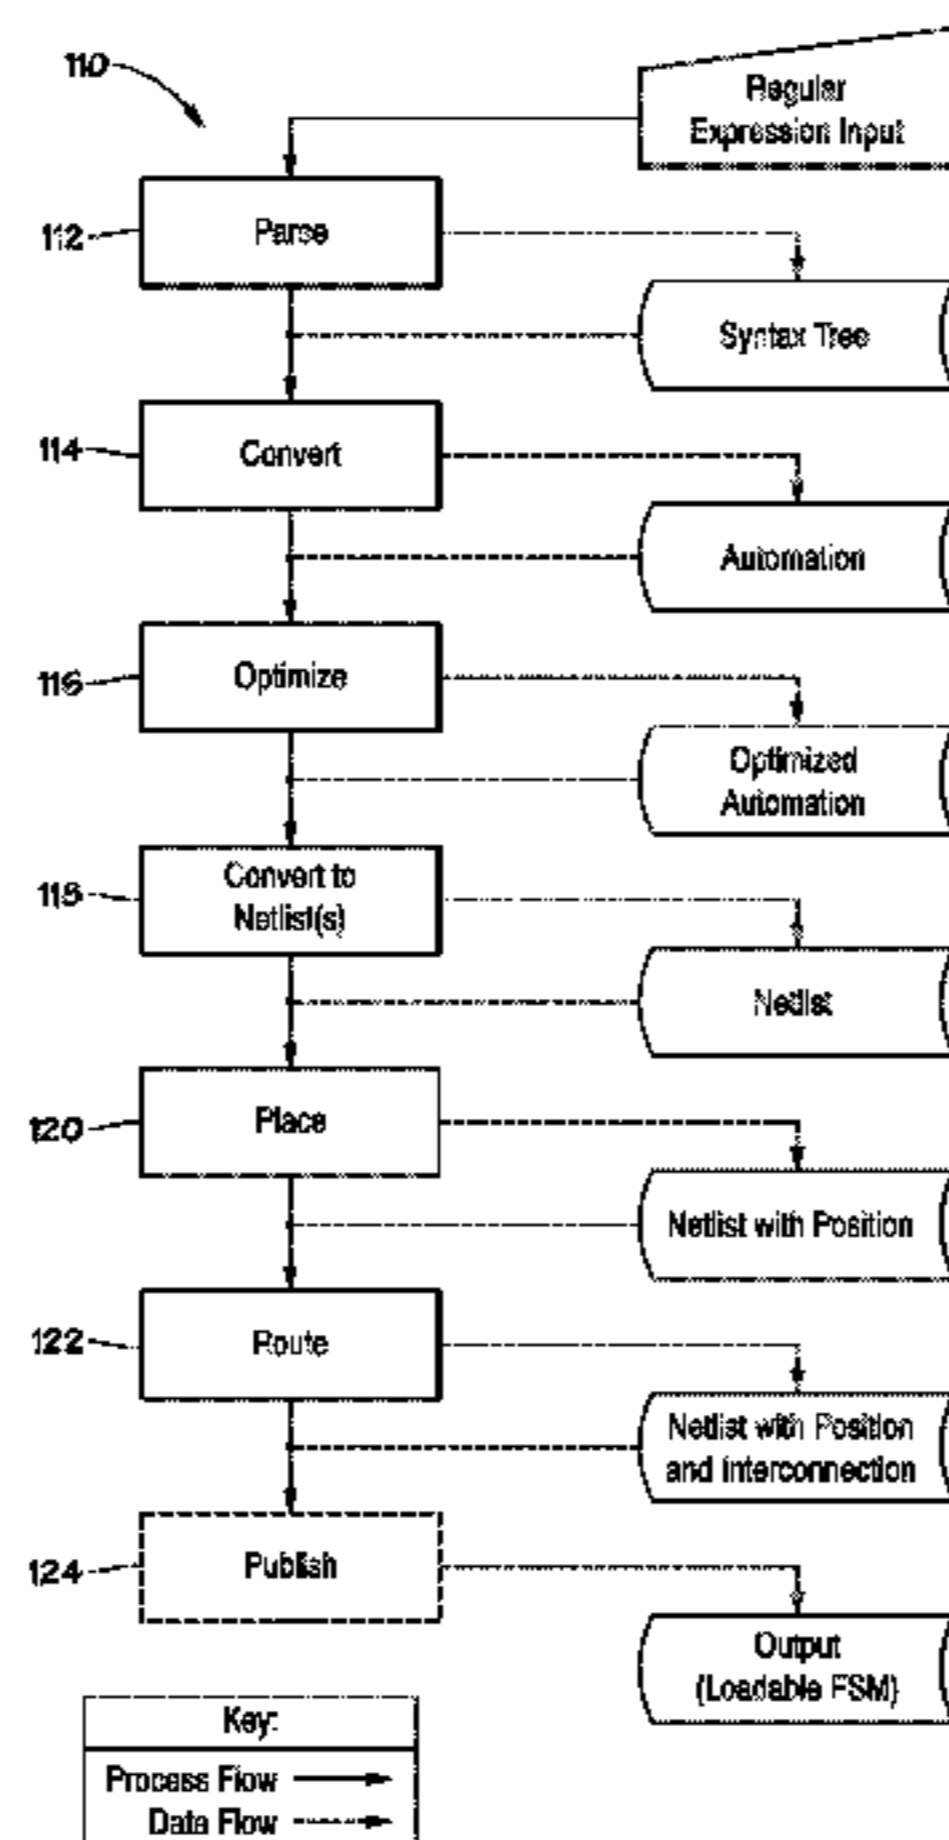 110
Regular
Expression Input
112
Parse
Syntax Tree
114
Convert
Automation
116
Optimize
Optimized
Automation
118
Convert to
Netlist(s)
Netlist
120
Place
Netlist with Position
122
Route
Netlist with Position
and Interconnection
124
Publish
Output
(Loadable FSM)
Key:
Process Flow
Data Flow